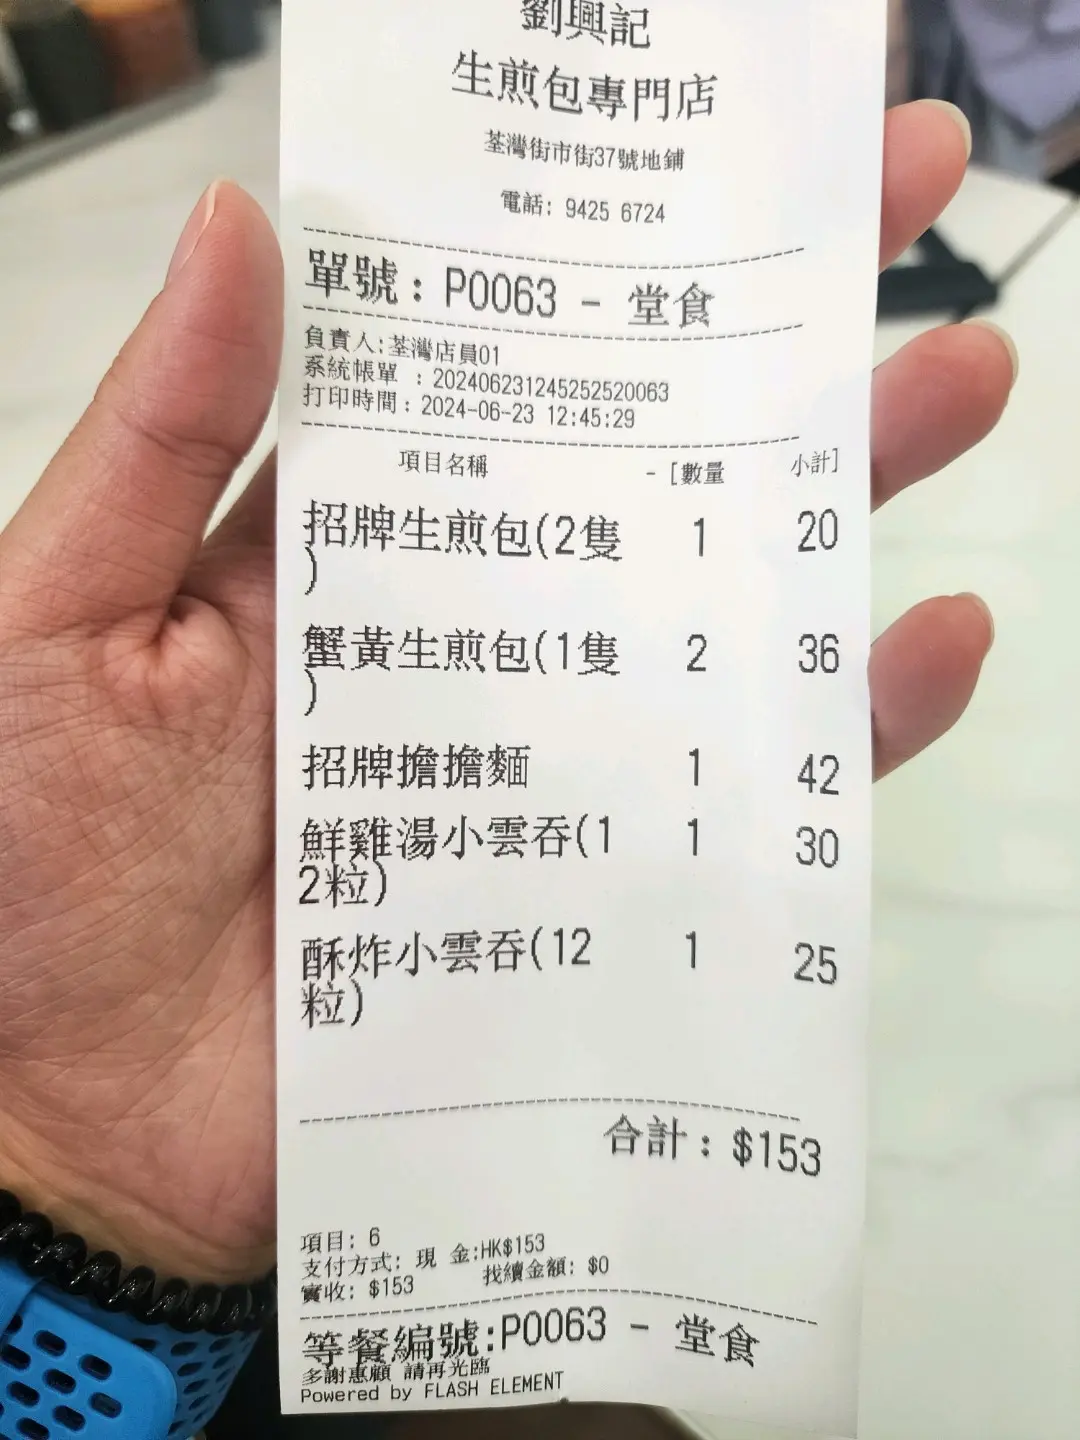 劉興記
生煎包專門店
荃灣街市街37號地鋪
電話: 9425 6724
單號: P0063 - 堂食
負責人:荃灣店員01
系統帳單 :202406231245252520063
打印時間:2024-06-23 12:45:29
項目名稱 -[數量 小計]
招牌生煎包(2隻 1 20
)
蟹黃生煎包(1隻 2 36
)
招牌擔擔麵 1 42
鮮雞湯小雲吞(1 1 30
2粒)
酥炸小雲吞(12 1 25
粒)
合計:$153
項目: 6
支付方式: 現 金:HK$153
實收: $153 找續金額: $0
等餐編號:P0063 - 堂食
多謝惠顧 請再光臨
Powered by FLASH ELEMENT